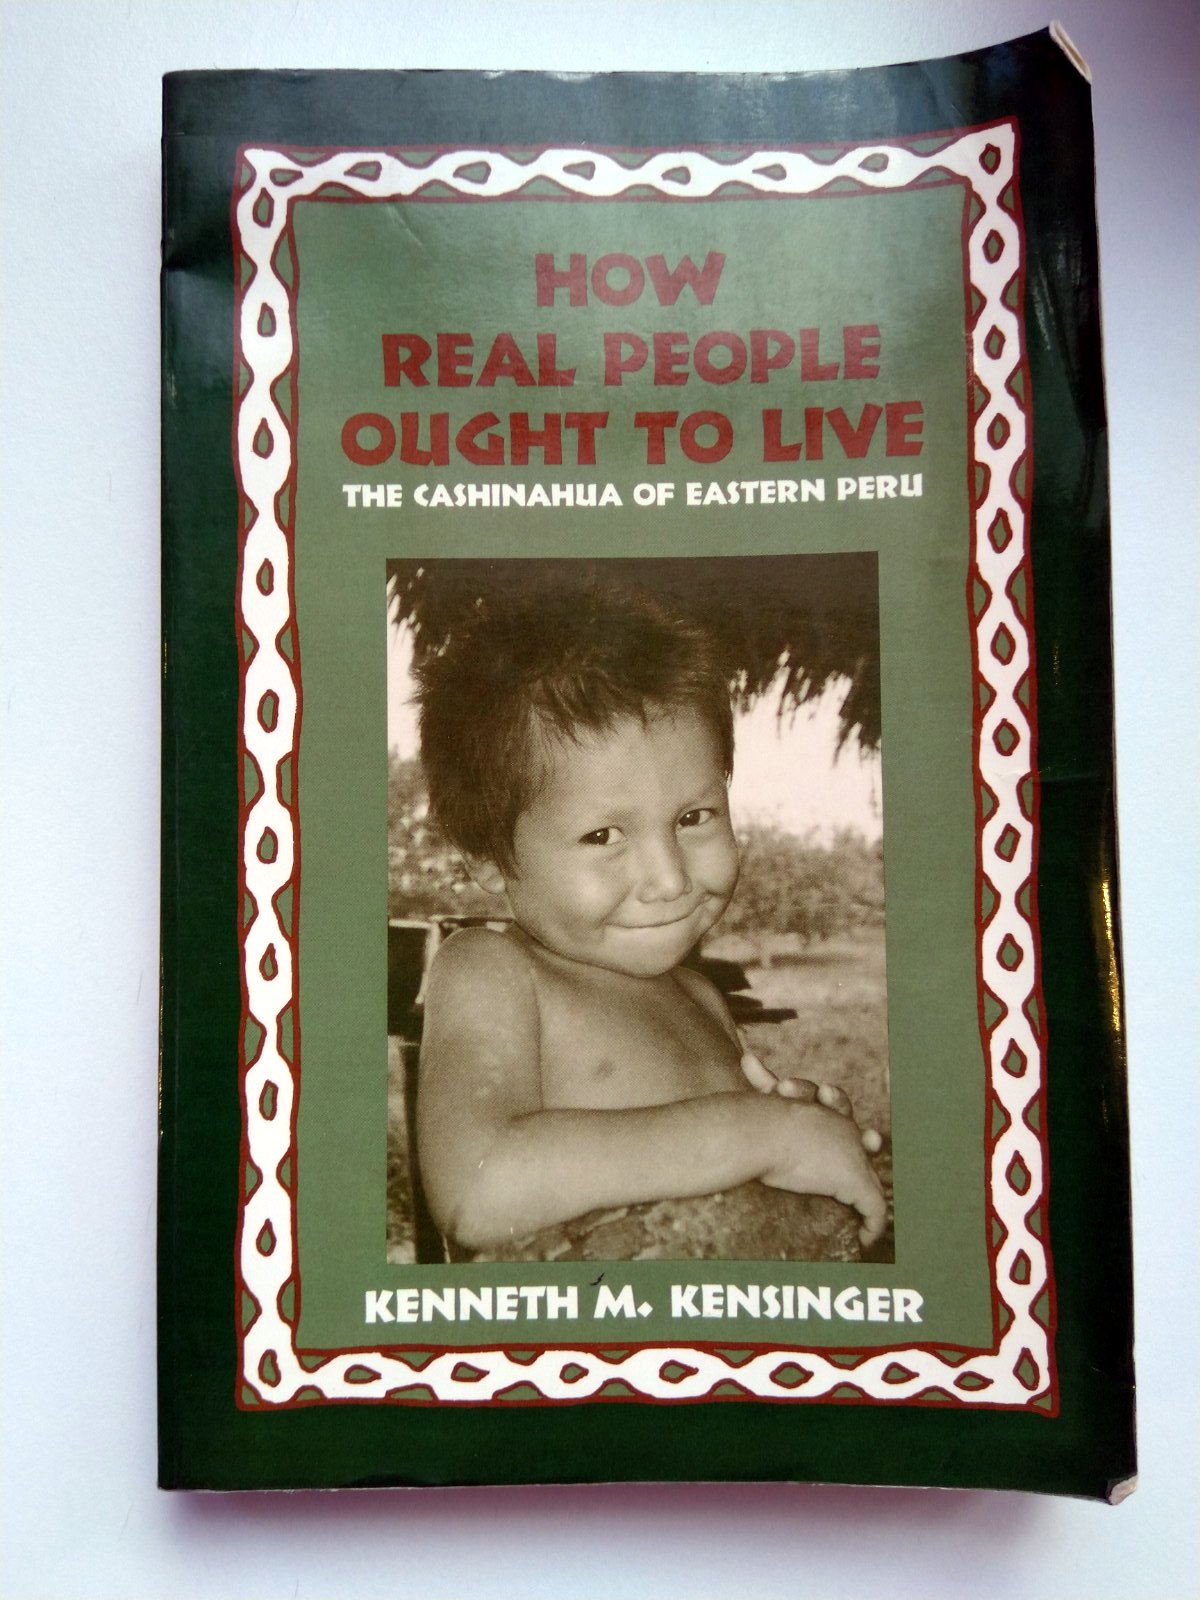 HOW
REAL PEOPLE
OUGHT TO LIVE
THE CASHINAHUA OF EASTERN PERU
KENNETH M. KENSINGER